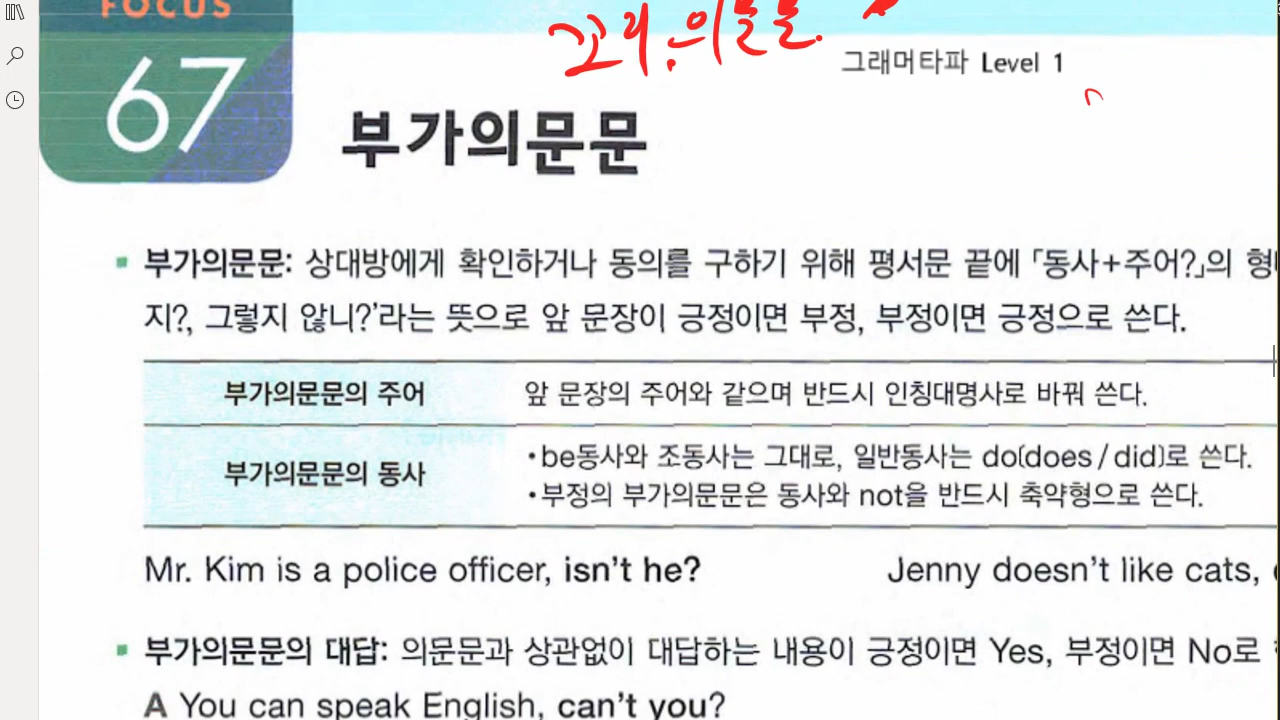 FOCUS
꼬리 의문문.
그래머타파 Level 1
67
부가의문문
부가의문문: 상대방에게 확인하거나 동의를 구하기 위해 평서문 끝에 「동사+주어?」의
지?, 그렇지 않니?’라는 뜻으로 앞 문장이 긍정이면 부정, 부정이면 긍정으로 쓴다.
부가의문문의 주어
앞 문장의 주어와 같으며 반드시 인칭대명사로 바꿔 쓴다.
부가의문문의 동사
•be동사와 조동사는 그대로, 일반동사는 do(does / did)로 쓴다.
•부정의 부가의문문은 동사와 not을 반드시 축약형으로 쓴다.
Mr. Kim is a police officer, isn't he?
Jenny doesn't like cats,
부가의문문의 대답: 의문문과 상관없이 대답하는 내용이 긍정이면 Yes, 부정이면 No로
A You can speak English, can't you?